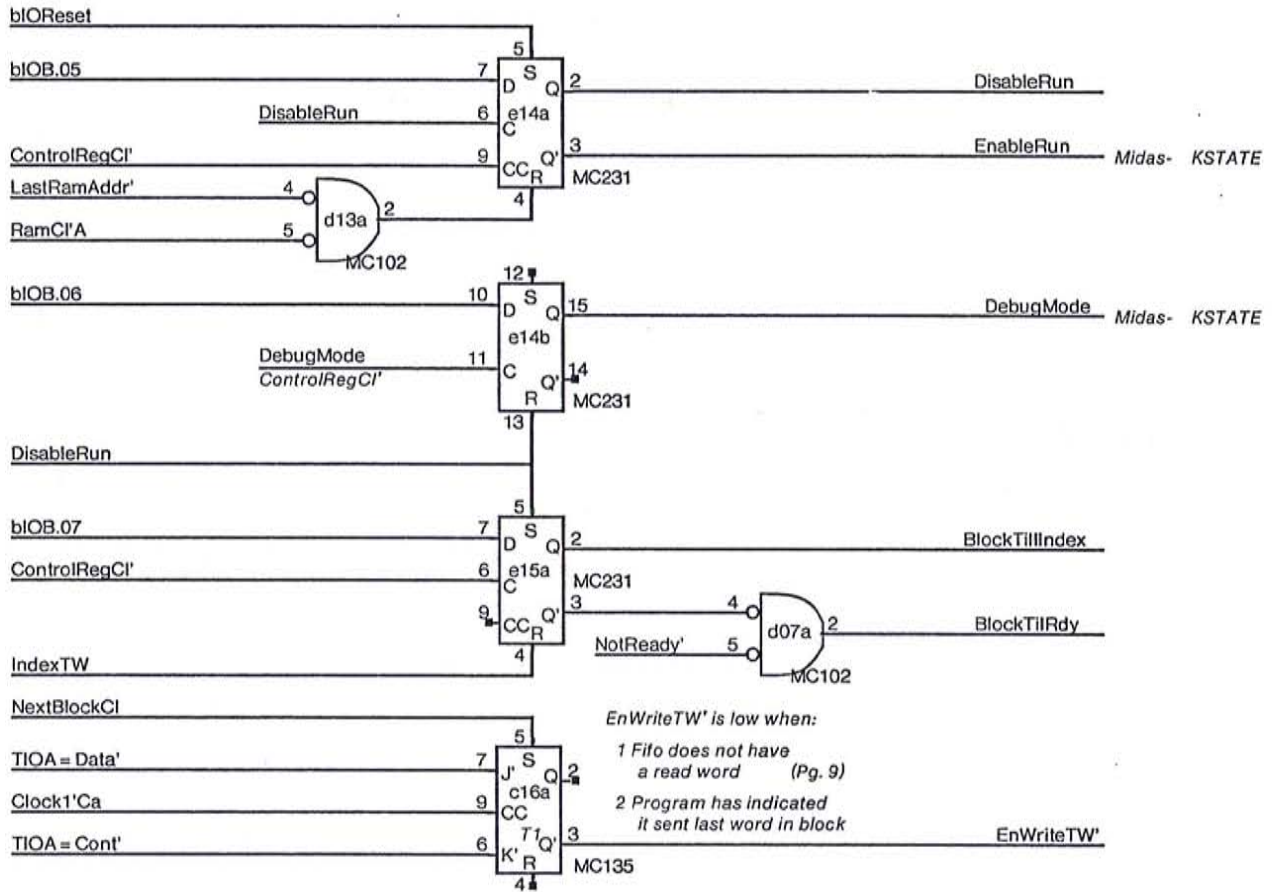 bIOReset
5
bIOB.05 7 D S Q 2 DisableRun
DisableRun 6 C e14a
ControlRegCl' 9 CC R Q' 3 EnableRun Midas- KSTATE
MC231
LastRamAddr' 4 4
d13a 2
RamCl'A 5
MC102
12
bIOB.06 10 D S Q 15 DebugMode Midas- KSTATE
e14b
DebugMode 11 C
ControlRegCl' Q' 14
R MC231
13
DisableRun
5
bIOB.07 7 D S Q 2 BlockTillIndex
ControlRegCl' 6 C e15a MC231
9 CC R Q' 3 4
d07a 2 BlockTilRdy
NotReady' 5
4 MC102
IndexTW
NextBlockCl
EnWriteTW' is low when:
5
TIOA=Data' 7 J' S Q 2
1 Fifo does not have
a read word (Pg. 9)
c16a
Clock1'Ca 9 CC
2 Program has indicated
it sent last word in block
TIOA=Cont' 6 K' T1 Q' 3 EnWriteTW'
R MC135
4